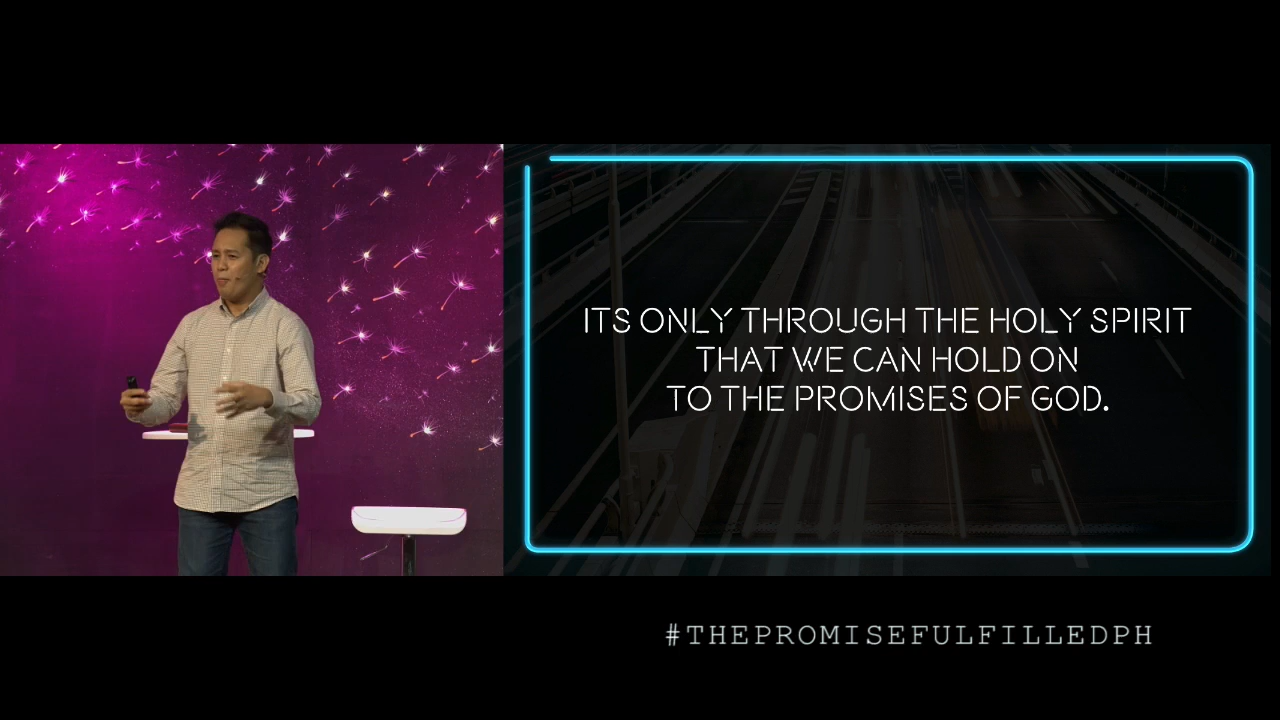 ITS ONLY THROUGH THE HOLY SPIRIT
THAT WE CAN HOLD ON
TO THE PROMISES OF GOD.
#THEPROMISEFULFILLEDPH